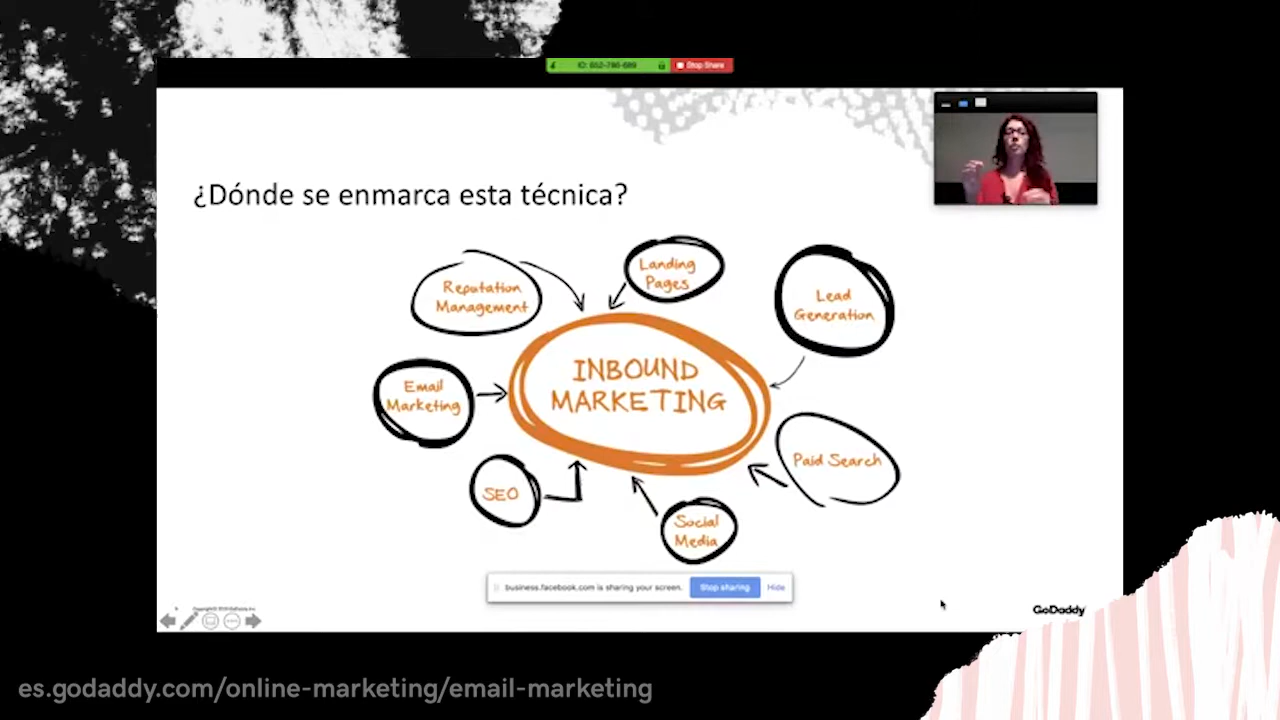 Stop Share
¿Dónde se enmarca esta técnica?
Reputation
Management
Landing
Pages
Lead
Generation
INBOUND
MARKETING
Email
Marketing
Paid Search
SEO
Social
Media
business.facebook.com is sharing your screen.
Stop sharing
Hide
GoDaddy
es.godaddy.com/online-marketing/email-marketing